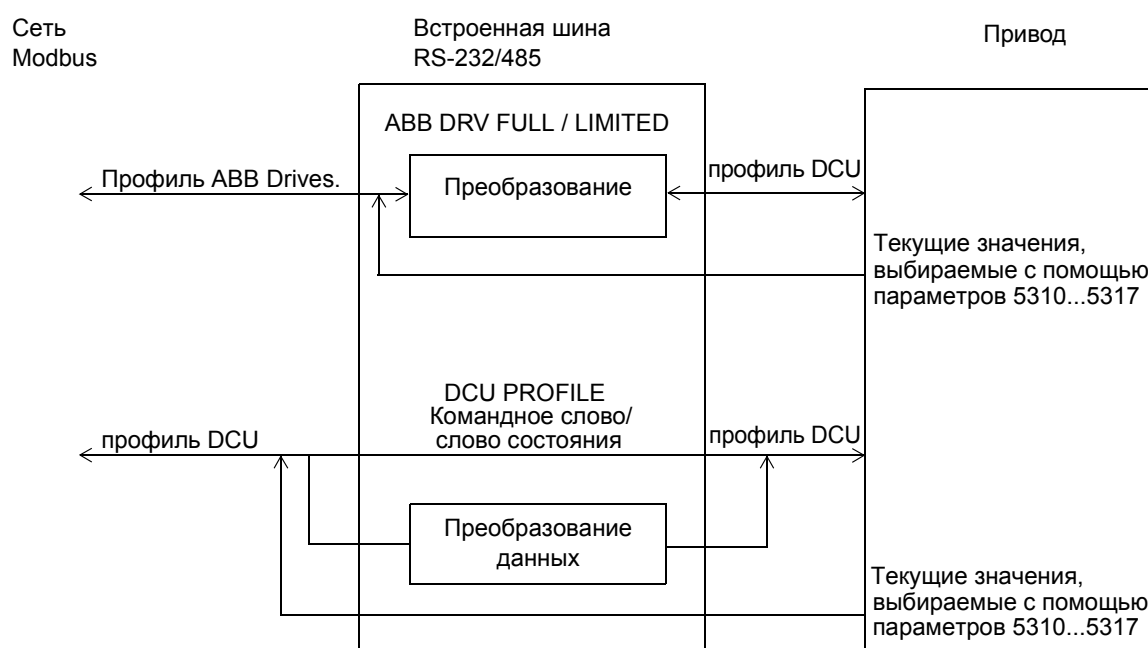 Сеть
Modbus
Встроенная шина
RS-232/485
Привод
ABB DRV FULL / LIMITED
Профиль ABB Drives.
Преобразование
профиль DCU
Текущие значения,
выбираемые с помощью
параметров 5310...5317
DCU PROFILE
Командное слово/
слово состояния
профиль DCU
профиль DCU
Преобразование
данных
Текущие значения,
выбираемые с помощью
параметров 5310...5317